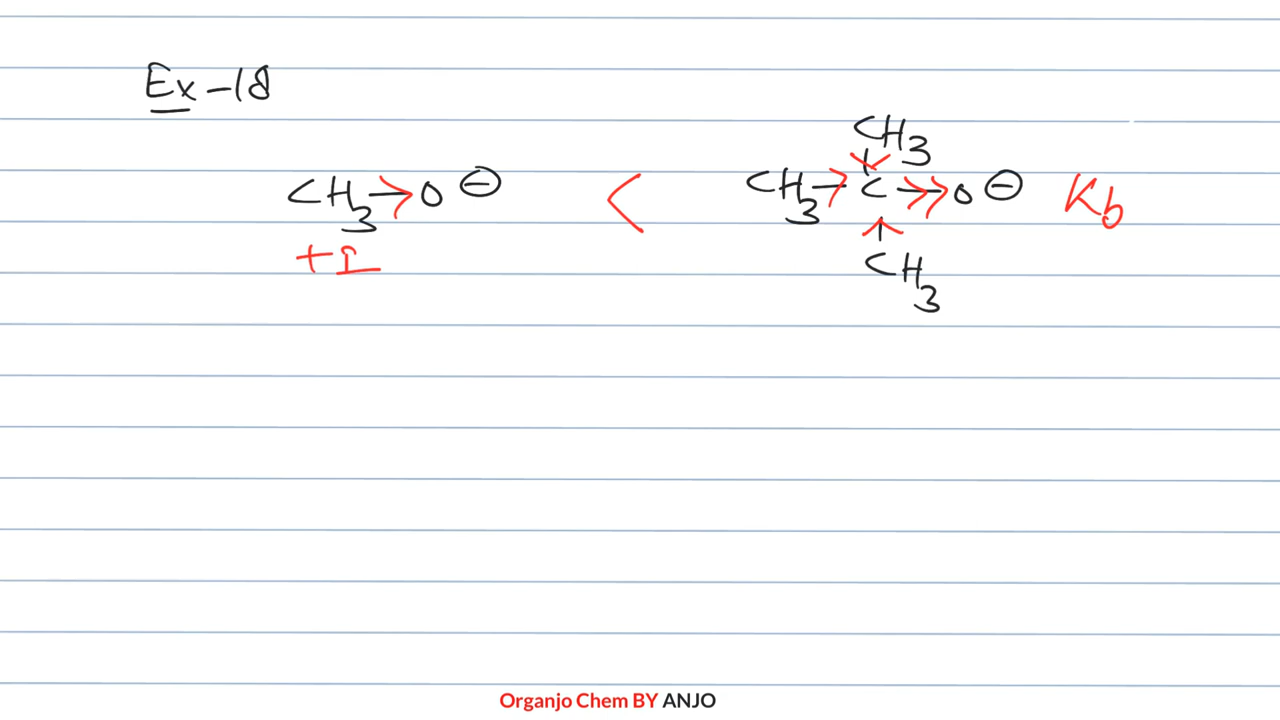 Ex-18
CH3
CH3→O⊖ < CH3→C→O⊖ Kb
+I
CH3
Organjo Chem BY ANJO